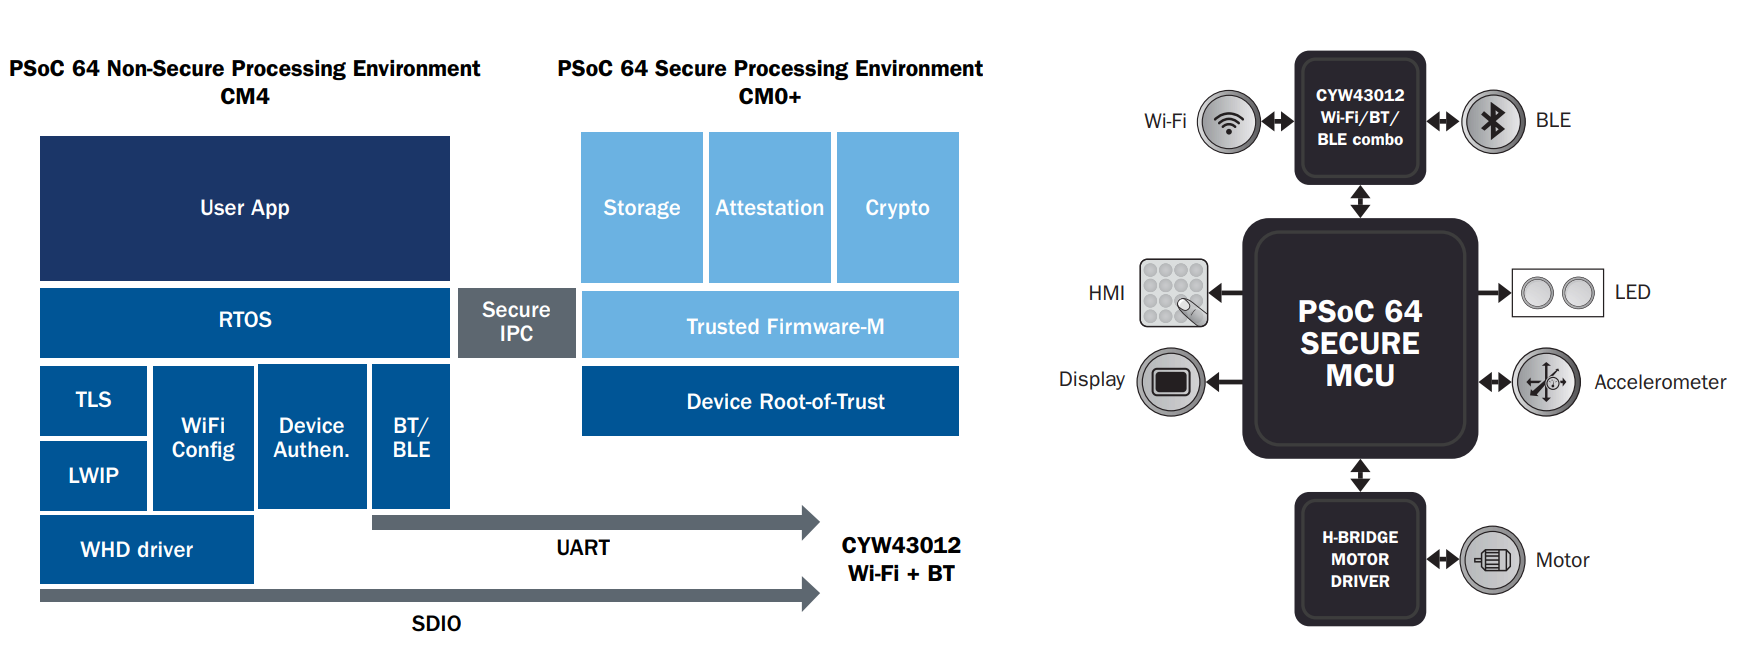 PSoC 64 Non-Secure Processing Environment
CM4
User App
RTOS
TLS
LWIP
WiFi
Config
Device
Authen.
BT/
BLE
WHD driver
Secure
IPC
PSoC 64 Secure Processing Environment
CM0+
Storage
Attestation
Crypto
Trusted Firmware-M
Device Root-of-Trust
UART
SDIO
CYW43012
Wi-Fi + BT
Wi-Fi
CYW43012
Wi-Fi/BT/
BLE combo
BLE
HMI
Display
PSoC 64
SECURE
MCU
LED
Accelerometer
H-BRIDGE
MOTOR
DRIVER
Motor